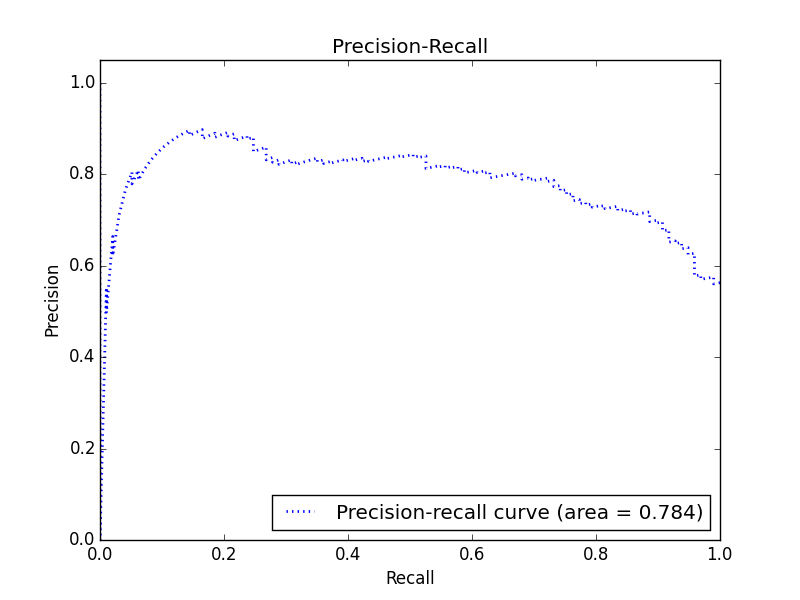 Precision-Recall
1.0
0.8
0.6
0.4
0.2
0.0
Precision
0.0 0.2 0.4 0.6 0.8 1.0
Recall
Precision-recall curve (area = 0.784)